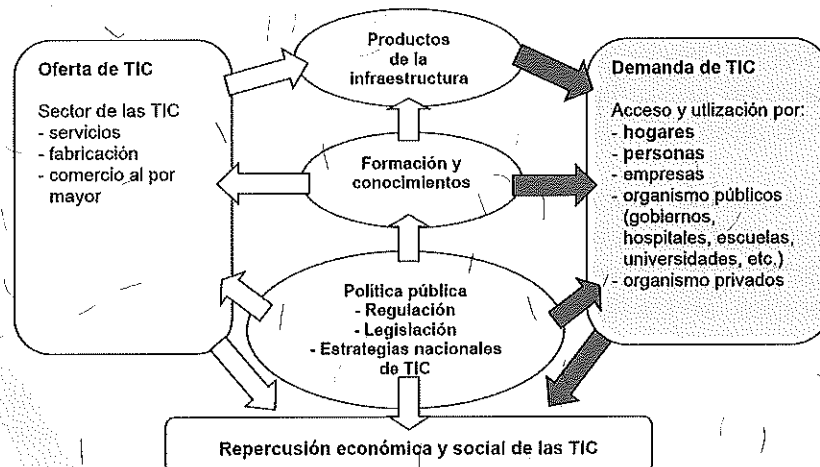 Productos
de la
infraestructura
Oferta de TIC
Sector de las TIC
- servicios
- fabricación
- comercio al por
mayor
Formación y
conocimientos
Política pública
- Regulación
- Legislación
- Estrategias nacionales
de TIC
Demanda de TIC
Acceso y utlización por:
- hogares
- personas
- empresas
- organismo públicos
(gobiernos,
hospitales, escuelas,
universidades, etc.)
- organismo privados
Repercusión económica y social de las TIC